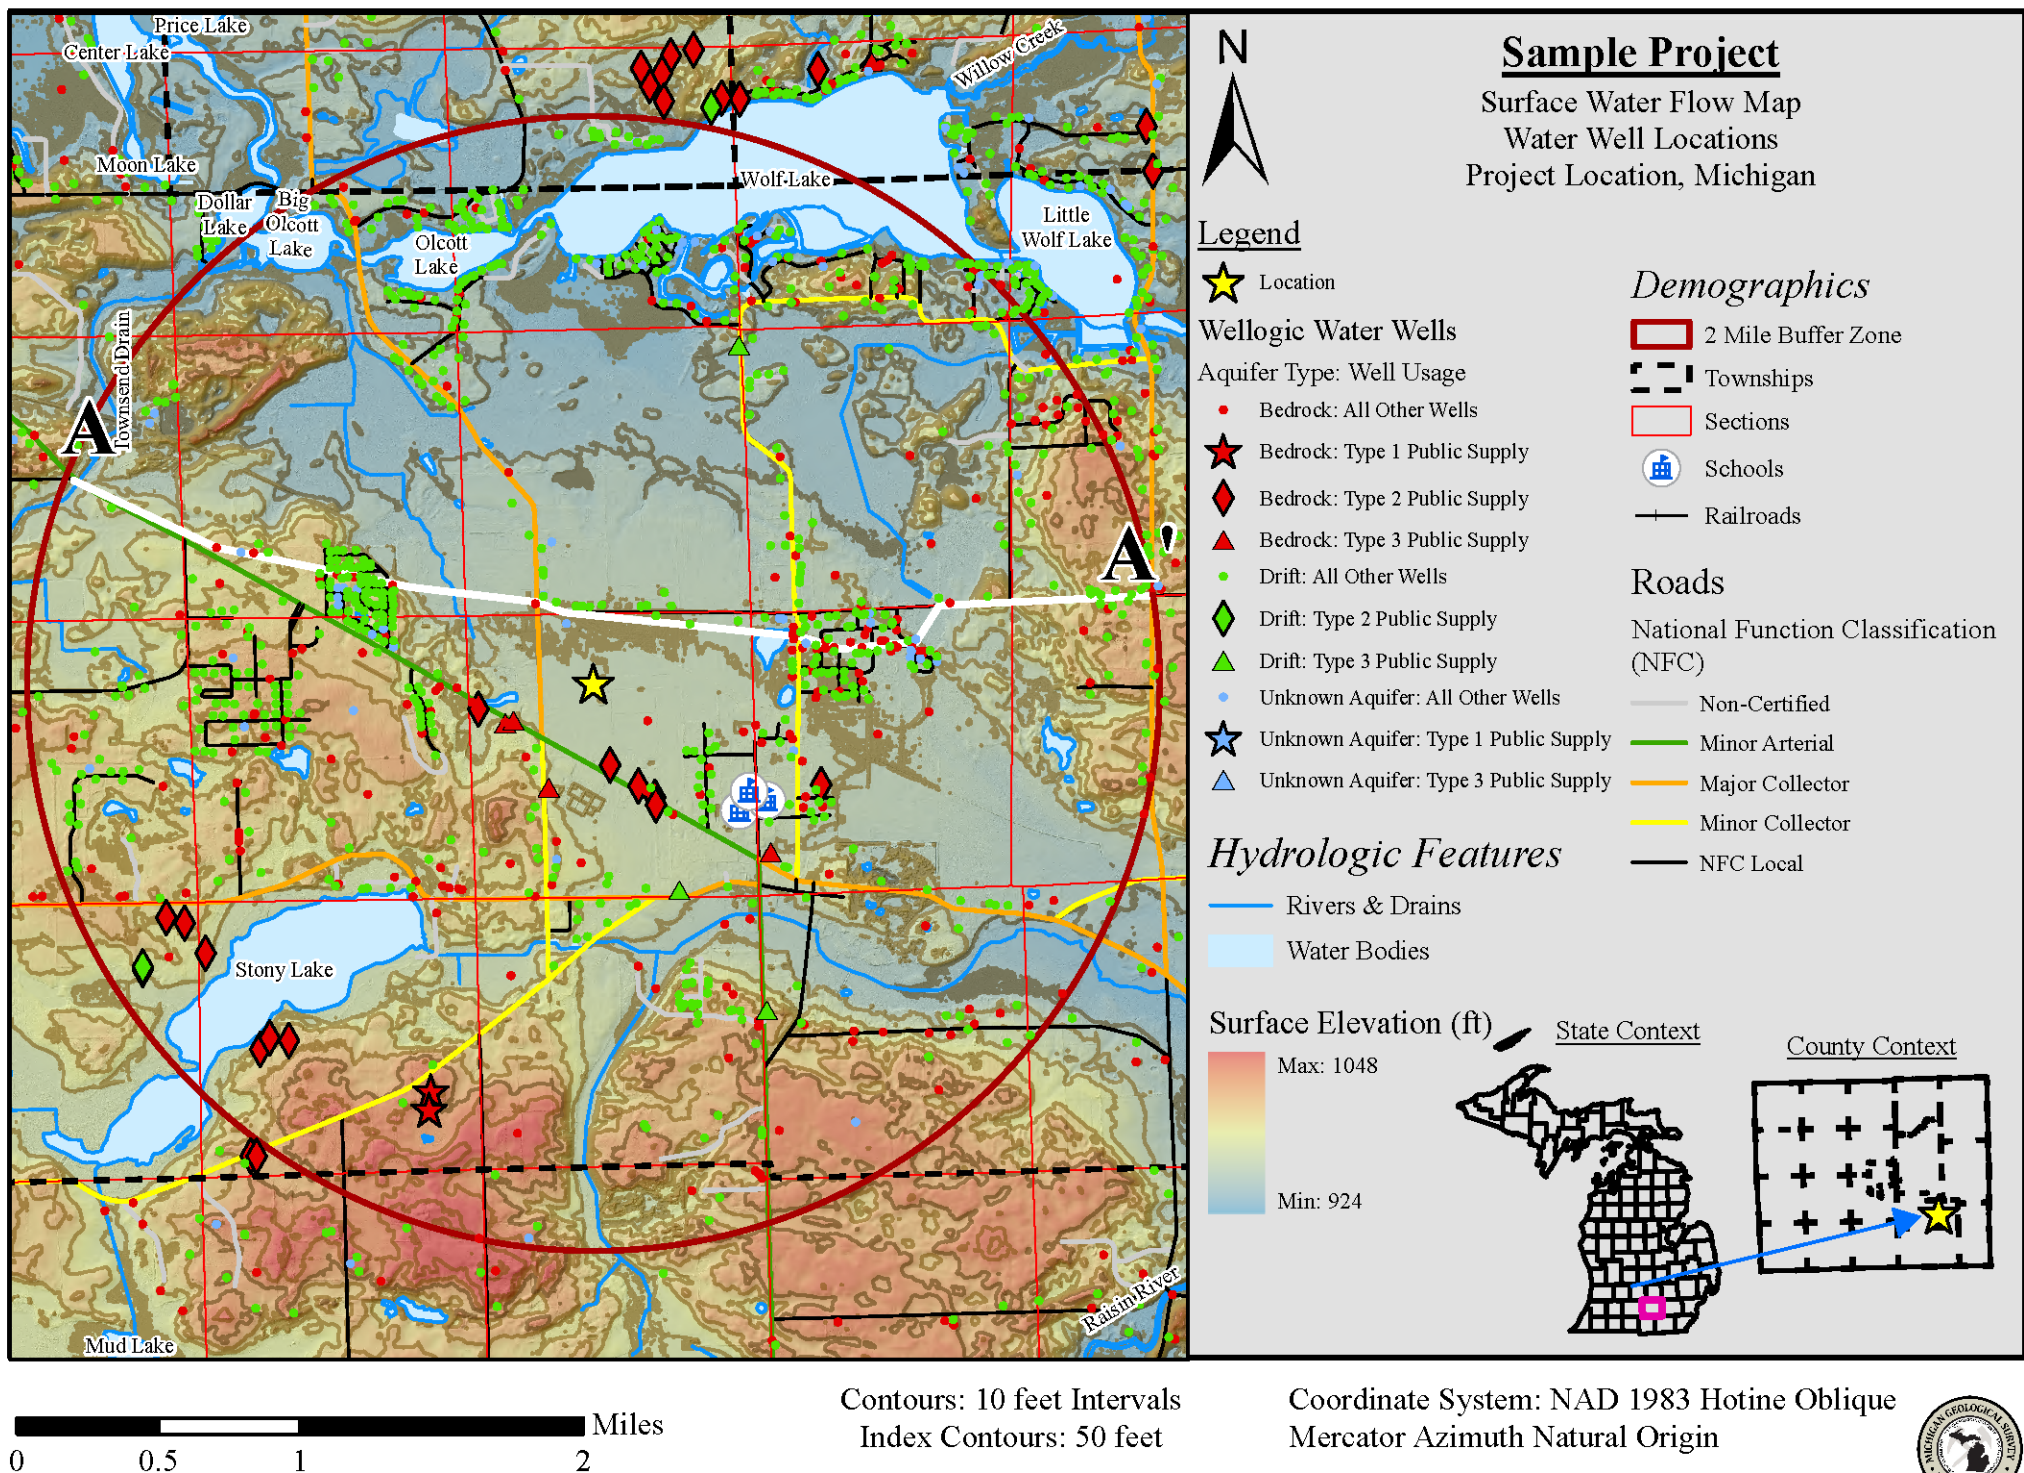 Price Lake
Center Lake
Moon Lake
Dollar
Lake
Big
Olcott
Lake
Olcott
Lake
Wolf Lake
Willow Creek
Little
Wolf Lake
Townsend Drain
A
A'
Stony Lake
Mud Lake
Raisin River
N
Sample Project
Surface Water Flow Map
Water Well Locations
Project Location, Michigan
Legend
Location
Wellogic Water Wells
Aquifer Type: Well Usage
Bedrock: All Other Wells
Bedrock: Type 1 Public Supply
Bedrock: Type 2 Public Supply
Bedrock: Type 3 Public Supply
Drift: All Other Wells
Drift: Type 2 Public Supply
Drift: Type 3 Public Supply
Unknown Aquifer: All Other Wells
Unknown Aquifer: Type 1 Public Supply
Unknown Aquifer: Type 3 Public Supply
Hydrologic Features
Rivers & Drains
Water Bodies
Surface Elevation (ft)
Max: 1048
Min: 924
Demographics
2 Mile Buffer Zone
Townships
Sections
Schools
Railroads
Roads
National Function Classification
(NFC)
Non-Certified
Minor Arterial
Major Collector
Minor Collector
NFC Local
State Context
County Context
Miles
0 0.5 1 2
Contours: 10 feet Intervals
Index Contours: 50 feet
Coordinate System: NAD 1983 Hotine Oblique
Mercator Azimuth Natural Origin
MICHIGAN GEOLOGICAL SURVEY